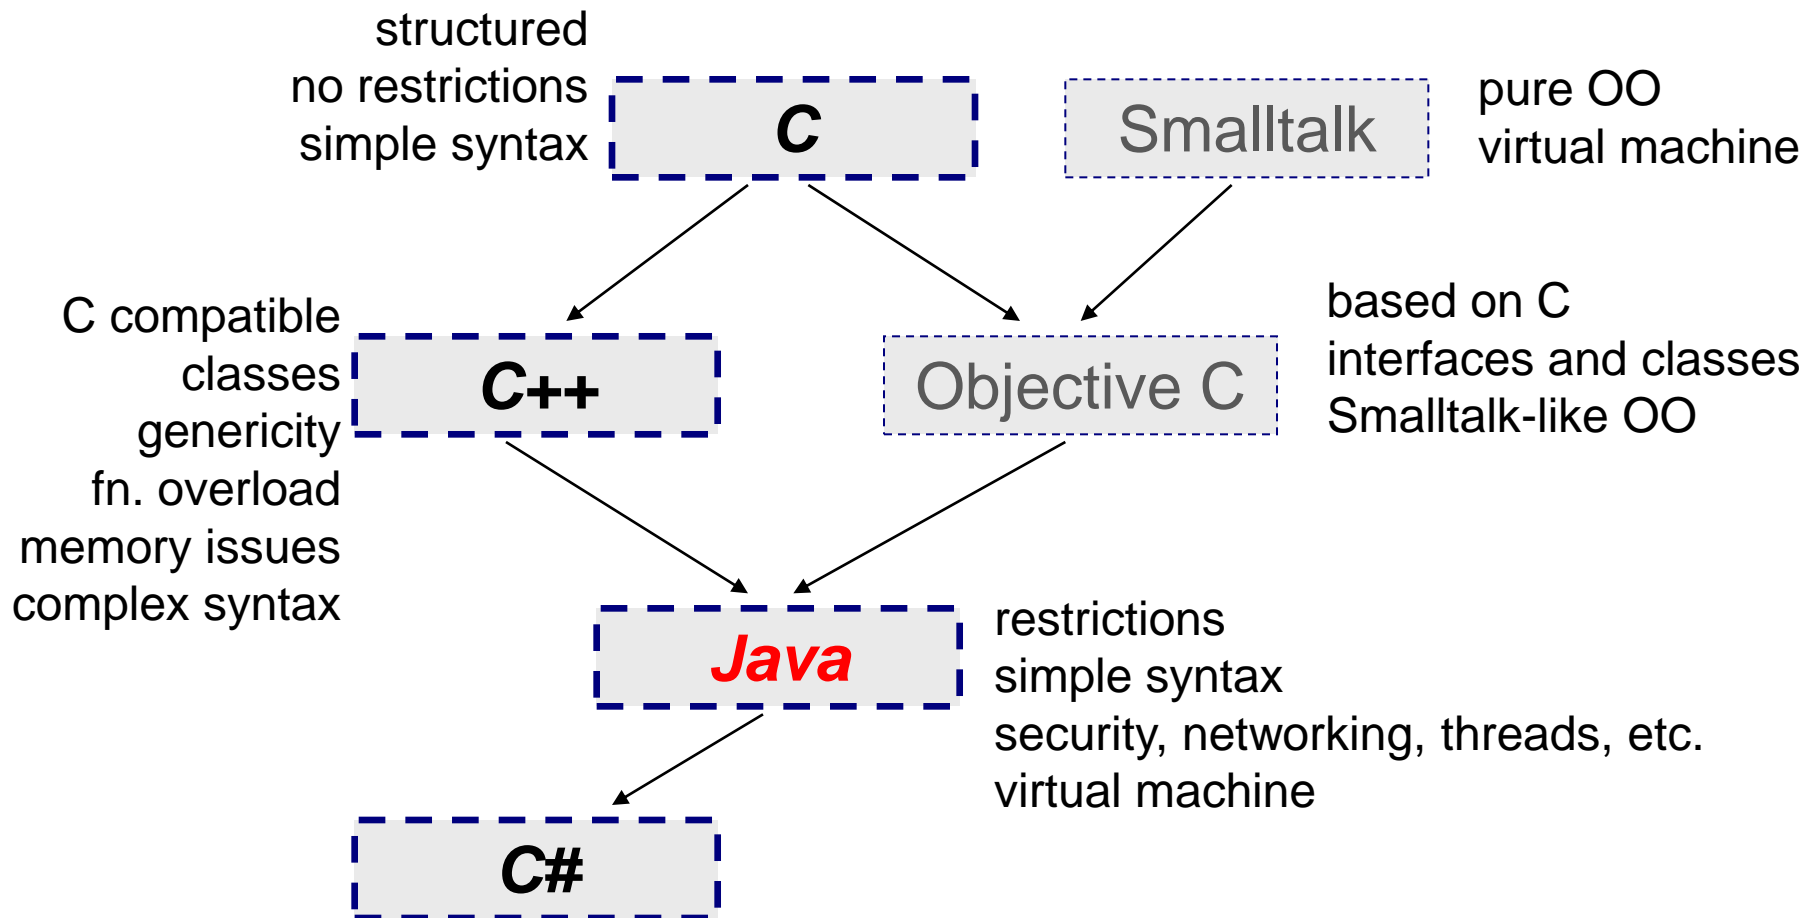 structured
no restrictions
simple syntax
C
Smalltalk
pure OO
virtual machine
C compatible
classes
genericity
fn. overload
memory issues
complex syntax
C++
Objective C
based on C
interfaces and classes
Smalltalk-like OO
Java
restrictions
simple syntax
security, networking, threads, etc.
virtual machine
C#